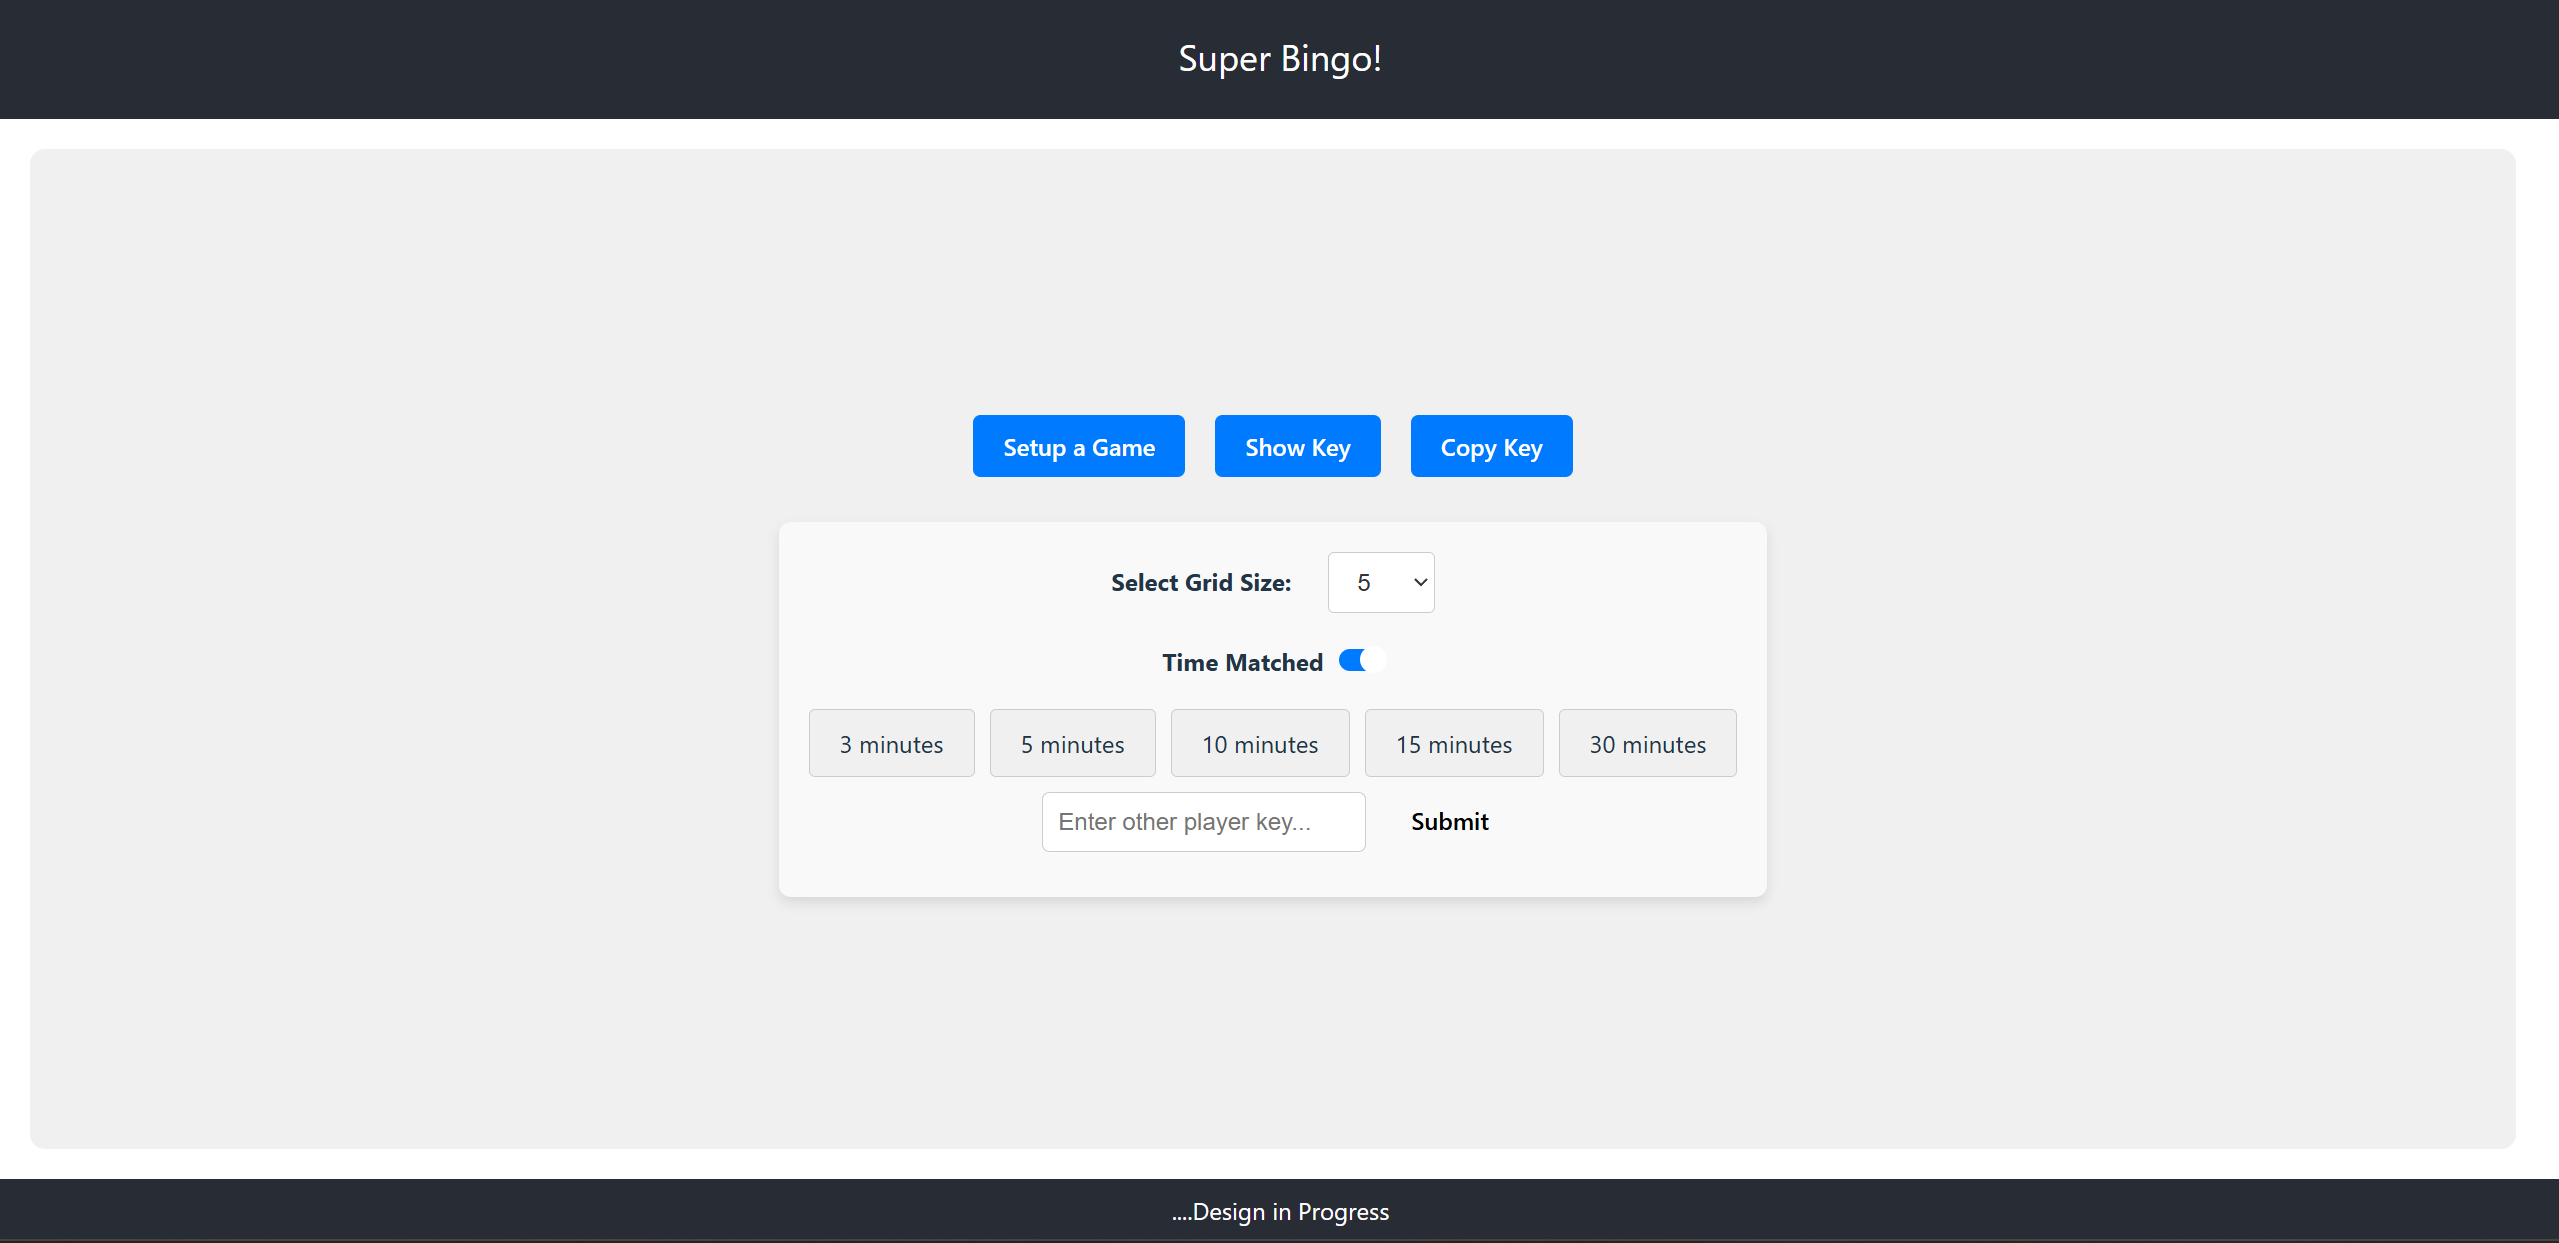 Super Bingo!
Setup a Game Show Key Copy Key
Select Grid Size: 5
Time Matched
3 minutes 5 minutes 10 minutes 15 minutes 30 minutes
Enter other player key... Submit
....Design in Progress